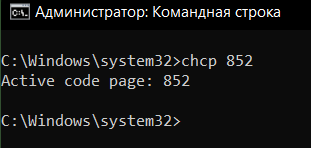 Администратор: Командная строка
C:\Windows\system32>chcp 852
Active code page: 852
C:\Windows\system32>